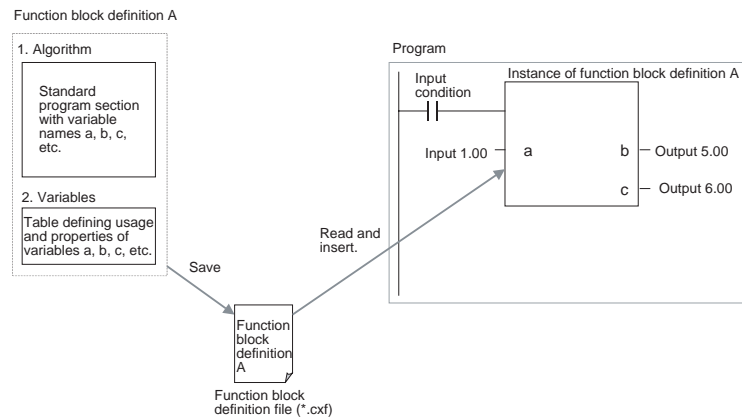 Function block definition A
1. Algorithm
Standard
program section
with variable
names a, b, c,
etc.
2. Variables
Table defining usage
and properties of
variables a, b, c, etc.
Save
Function
block
definition
A
Function block
definition file (*.cxf)
Read and
insert.
Program
Input
condition
Instance of function block definition A
Input 1.00
a
b
Output 5.00
c
Output 6.00